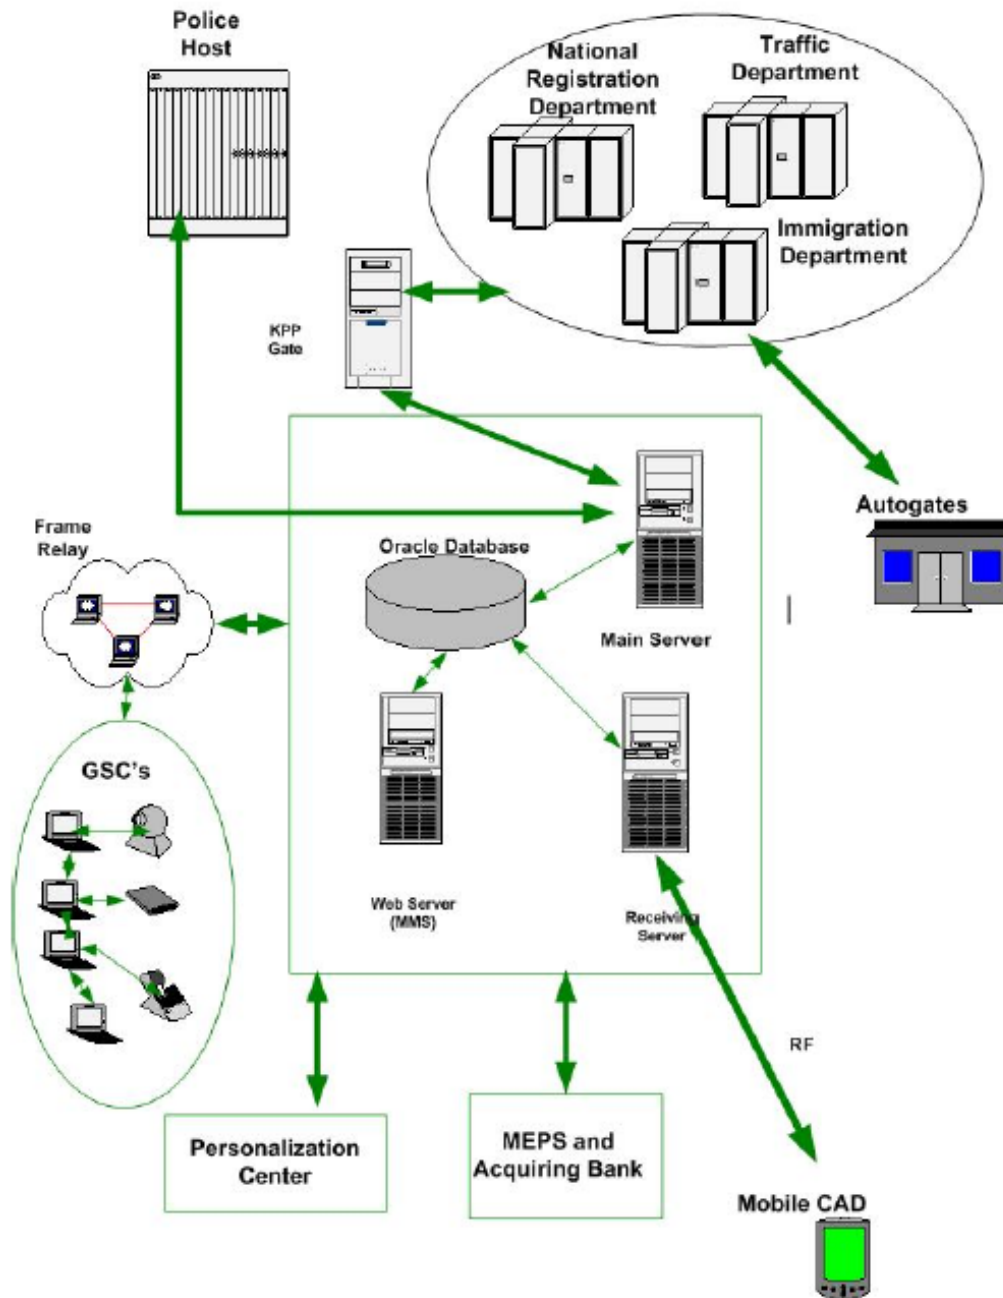 Police
Host
National
Registration
Department
Traffic
Department
Immigration
Department
KPP
Gate
Autogates
Frame
Relay
Oracle Database
Main Server
GSC's
Web Server
(MMS)
Receiving
Server
RF
Personalization
Center
MEPS and
Acquiring Bank
Mobile CAD